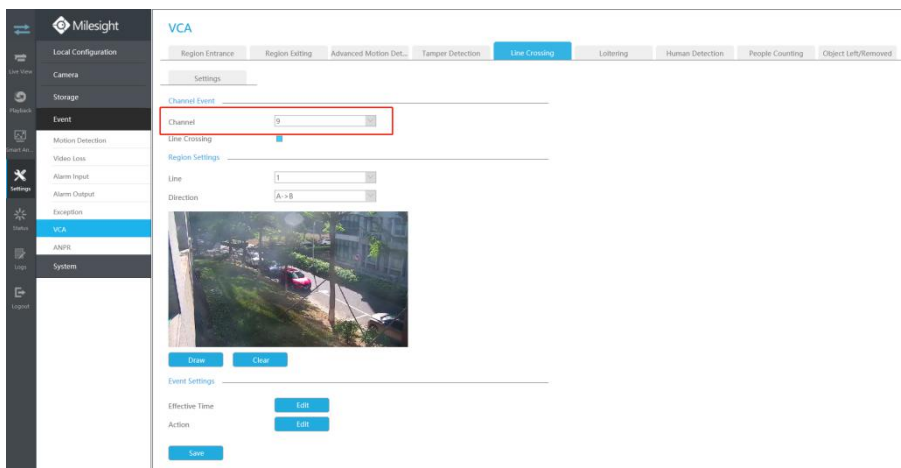 Milesight
VCA
Local Configuration
Region Entrance
Region Exiting
Advanced Motion Det...
Tamper Detection
Line Crossing
Loitering
Human Detection
People Counting
Object Left/Removed
Live View
Camera
Settings
Playback
Storage
Channel Event
Event
Channel
9
Smart An...
Motion Detection
Line Crossing
Video Loss
Region Settings
Settings
Alarm Input
Line
1
Alarm Output
Direction
A->B
Status
Exception
VCA
Logs
ANPR
System
Logout
Draw
Clear
Event Settings
Effective Time
Edit
Action
Edit
Save